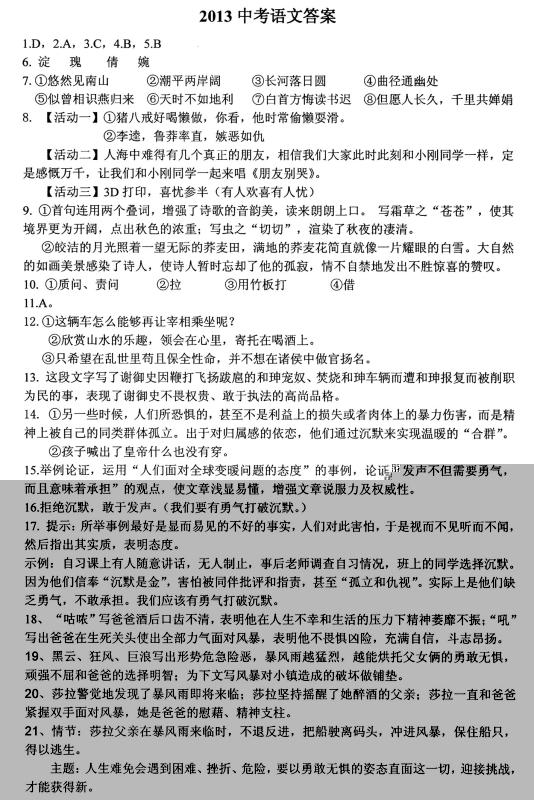 2013 中考语文答案
1.D，2.A，3.C，4.B，5.B
6. 淀 瑰 倩 婉
7. ①悠然见南山 ②潮平两岸阔 ③长河落日圆 ④曲径通幽处
⑤似曾相识燕归来 ⑥天时不如地利 ⑦白首方悔读书迟 ⑧但愿人长久，千里共婵娟
8. 【活动一】①猪八戒好喝懒做，你看，他时常偷懒耍滑。
②李逵，鲁莽率直，嫉恶如仇
【活动二】人海中难得有几个真正的朋友，相信我们大家此时此刻和小刚同学一样，定
是感慨万千，让我们和小刚同学一起来唱《朋友别哭》。
【活动三】3D 打印，喜忧参半（有人欢喜有人忧）
9. ①首句连用两个叠词，增强了诗歌的音韵美，读来朗朗上口。 写霜草之“苍苍”，使其
境界更为开阔，点出秋色的浓重；写虫之“切切”，渲染了秋夜的凄清。
②皎洁的月光照着一望无际的荞麦田，满地的荞麦花简直就像一片耀眼的白雪。大自然
的如画美景感染了诗人，使诗人暂时忘却了他的孤寂，情不自禁地发出不胜惊喜的赞叹。
10. ①质问、责问 ②拉 ③用竹板打 ④借
11.A。
12. ①这辆车怎么能够再让宰相乘坐呢？
②欣赏山水的乐趣，领会在心里，寄托在喝酒上。
③只希望在乱世里苟且保全性命，并不想在诸侯中做官扬名。
13. 这段文字写了谢御史因鞭打飞扬跋扈的和珅宠奴、焚烧和珅车辆而遭和珅报复而被削职
为民的事，表现了谢御史不畏权贵、敢于执法的高尚品格。
14. ①另一些时候，人们所恐惧的，甚至不是利益上的损失或者肉体上的暴力伤害，而是精
神上被自己的同类群体孤立。出于对归属感的依恋，他们通过沉默来实现温暖的“合群”。
②孩子喊出了皇帝什么也没有穿。
15.举例论证，运用“人们面对全球变暖问题的态度”的事例，论证 发声不但需要勇气，
而且意味着承担”的观点，使文章浅显易懂，增强文章说服力及权威性。
16.拒绝沉默，敢于发声。（我们要有勇气打破沉默。）
17. 提示：所举事例最好是显而易见的不好的事实，人们对此害怕，于是视而不见听而不闻，
然后指出其实质，表明态度。
示例：自习课上有人随意讲话，无人制止，事后老师调查自习情况，班上的同学选择沉默。
因为他们信奉“沉默是金”，害怕被同伴批评和指责，甚至“孤立和仇视”。实际上是他们缺
乏勇气，不敢承担。我们应该有勇气打破沉默。
18、 “咕哝”写爸爸酒后口齿不清，表明他在人生不幸和生活的压力下精神萎靡不振；“吼”
写出爸爸在生死关头使出全部力气面对风暴，表明他不畏惧凶险，充满自信，斗志昂扬。
19、黑云、狂风、巨浪写出形势危急险恶，暴风雨越猛烈，越能烘托父女俩的勇敢无惧，
顽强不屈和爸爸的选择明智；为下文写风暴对小镇造成的破坏做铺垫。
20、莎拉警觉地发现了暴风雨即将来临；莎拉坚持摇醒了她醉酒的父亲；莎拉一直和爸爸
紧握双手面对风暴，她是爸爸的慰藉、精神支柱。
21、情节：莎拉父亲在暴风雨来临时，不退反进，把船驶离码头，冲进风暴，保住船只，
得以逃生。
主题：人生难免会遇到困难、挫折、危险，要以勇敢无惧的姿态直面这一切，迎接挑战，
才能获得新。